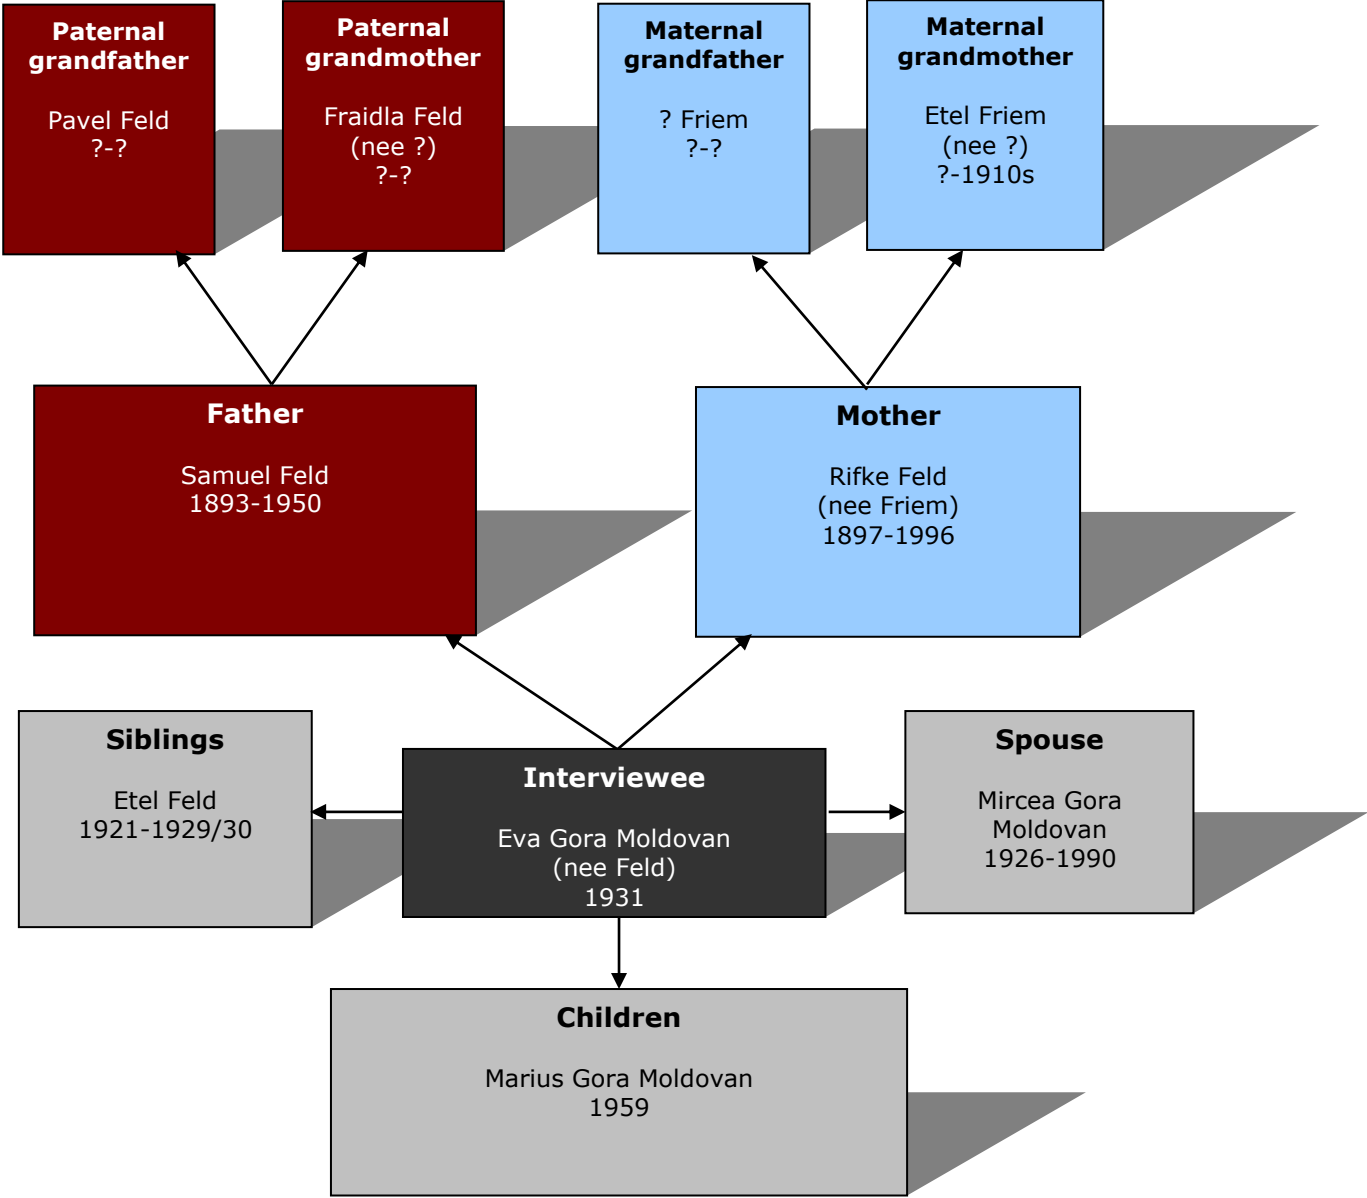 Paternal
grandfather
Pavel Feld
?-?
Paternal
grandmother
Fraidla Feld
(nee ?)
?-?
Maternal
grandfather
? Friem
?-?
Maternal
grandmother
Etel Friem
(nee ?)
?-1910s
Father
Samuel Feld
1893-1950
Mother
Rifke Feld
(nee Friem)
1897-1996
Siblings
Etel Feld
1921-1929/30
Interviewee
Eva Gora Moldovan
(nee Feld)
1931
Spouse
Mircea Gora
Moldovan
1926-1990
Children
Marius Gora Moldovan
1959